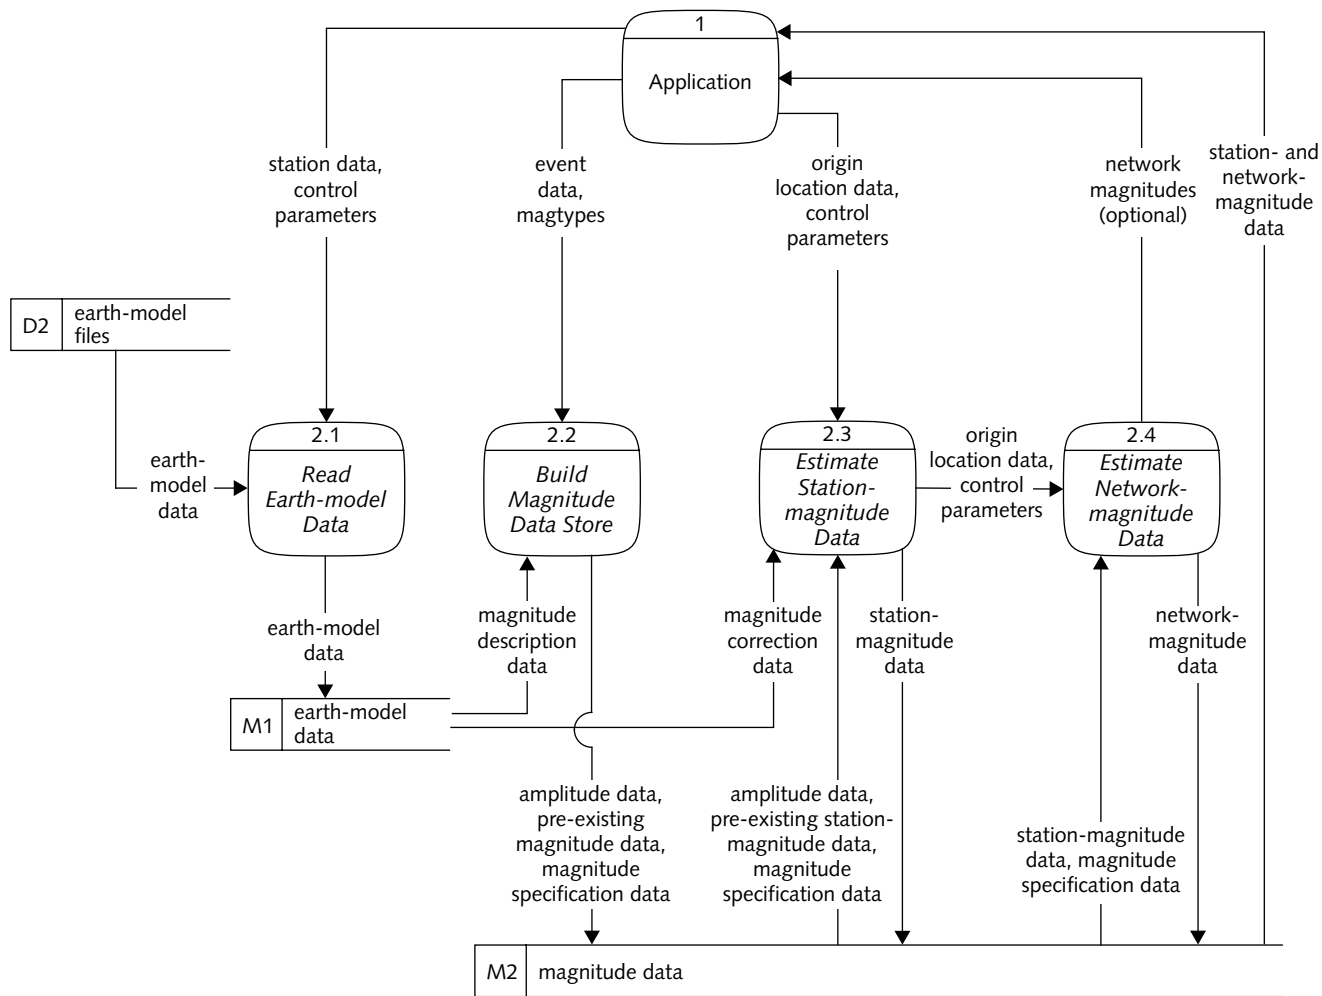 1
Application
station data,
control
parameters
event
data,
magtypes
origin
location data,
control
parameters
network
magnitudes
(optional)
station- and
network-
magnitude
data
D2
earth-model
files
earth-
model
data
2.1
Read
Earth-model
Data
2.2
Build
Magnitude
Data Store
2.3
Estimate
Station-
magnitude
Data
origin
location data,
control
parameters
2.4
Estimate
Network-
magnitude
Data
earth-model
data
magnitude
description
data
magnitude
correction
data
station-
magnitude
data
network-
magnitude
data
M1
earth-model
data
amplitude data,
pre-existing
magnitude data,
magnitude
specification data
amplitude data,
pre-existing station-
magnitude data,
magnitude
specification data
station-magnitude
data, magnitude
specification data
M2
magnitude data